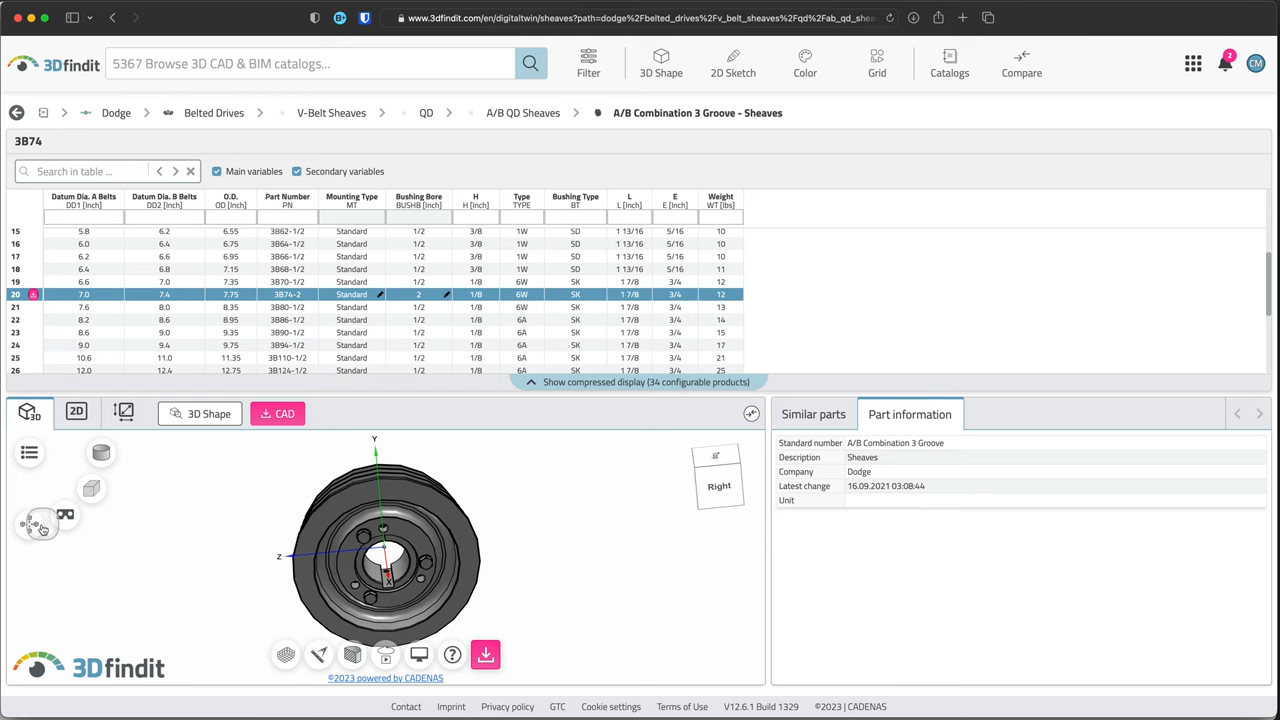 www.3dfindit.com/en/digitaltwin/sheaves?path=dodge%2Fbelted_drives%2Fv_belt_sheaves%2Fqd%2Fab_qd_shea
3Dfindit 5367 Browse 3D CAD & BIM catalogs... Filter 3D Shape 2D Sketch Color Grid Catalogs Compare 2 CM
Dodge Belted Drives V-Belt Sheaves QD A/B QD Sheaves A/B Combination 3 Groove - Sheaves
3B74
Search in table ... Main variables Secondary variables
Datum Dia. A Belts Datum Dia. B Belts O.D. Part Number Mounting Type Bushing Bore H Type Bushing Type L E Weight
DD1 [Inch] DD2 [Inch] OD [Inch] PN MT BUSHB [Inch] H [Inch] TYPE BT L [Inch] E [Inch] WT [lbs]
15 5.8 6.2 6.55 3B62-1/2 Standard 1/2 3/8 1W SD 1 13/16 5/16 10
16 6.0 6.4 6.75 3B64-1/2 Standard 1/2 3/8 1W SD 1 13/16 5/16 10
17 6.2 6.6 6.95 3B66-1/2 Standard 1/2 3/8 1W SD 1 13/16 5/16 10
18 6.4 6.8 7.15 3B68-1/2 Standard 1/2 3/8 1W SD 1 13/16 5/16 11
19 6.6 7.0 7.35 3B70-1/2 Standard 1/2 1/8 6W SK 1 7/8 3/4 12
20 7.0 7.4 7.75 3B74-2 Standard 2 1/8 6W SK 1 7/8 3/4 12
21 7.6 8.0 8.35 3B80-1/2 Standard 1/2 1/8 6W SK 1 7/8 3/4 13
22 8.2 8.6 8.95 3B86-1/2 Standard 1/2 1/8 6A SK 1 7/8 3/4 14
23 8.6 9.0 9.35 3B90-1/2 Standard 1/2 1/8 6A SK 1 7/8 3/4 15
24 9.0 9.4 9.75 3B94-1/2 Standard 1/2 1/8 6A SK 1 7/8 3/4 17
25 10.6 11.0 11.35 3B110-1/2 Standard 1/2 1/8 6A SK 1 7/8 3/4 21
26 12.0 12.4 12.75 3B124-1/2 Standard 1/2 1/8 6A SK 1 7/8 3/4 25
Show compressed display (34 configurable products)
3D 2D 3D Shape CAD
Similar parts Part information
Standard number A/B Combination 3 Groove
Description Sheaves
Company Dodge
Latest change 16.09.2021 03:08:44
Unit
Y
Right
Z
X
3Dfindit
©2023 powered by CADENAS
Contact Imprint Privacy policy GTC Cookie settings Terms of Use V12.6.1 Build 1329 ©2023 | CADENAS